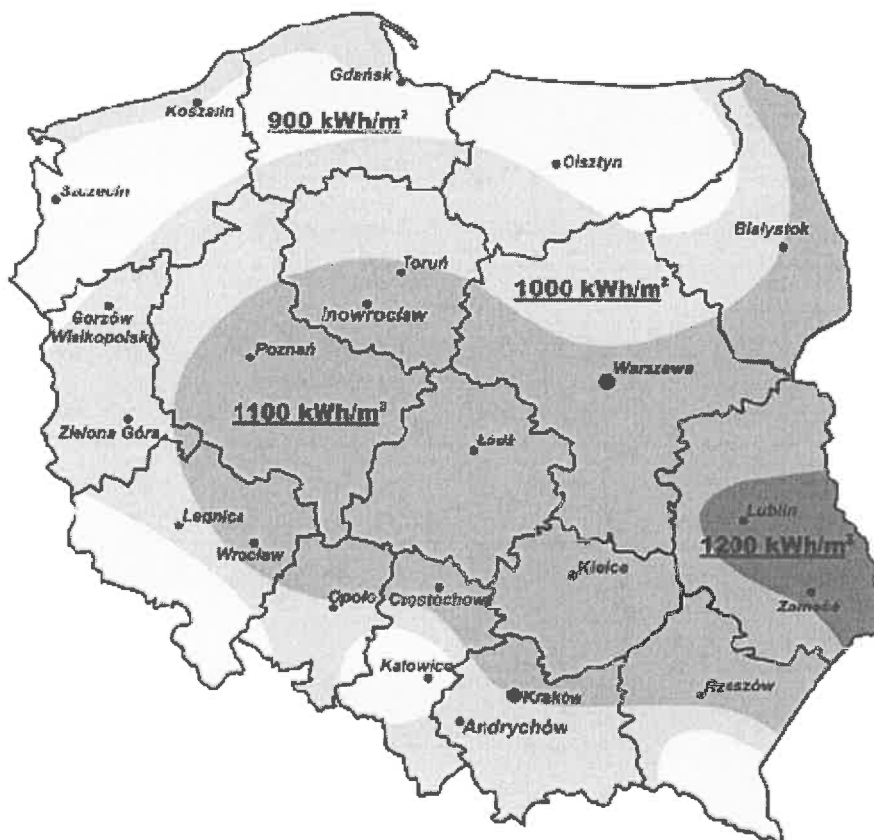 Gdańsk
Koszalin
900 kWh/m²
Olsztyn
Szczecin
Białystok
Toruń
1000 kWh/m²
Inowrocław
Gorzów
Wielkopolski
Poznań
Warszawa
1100 kWh/m²
Zielona Góra
Łódź
Lublin
Legnica
Wrocław
1200 kWh/m²
Kielce
Opole
Częstochowa
Zamość
Katowice
Kraków
Rzeszów
Andrychów